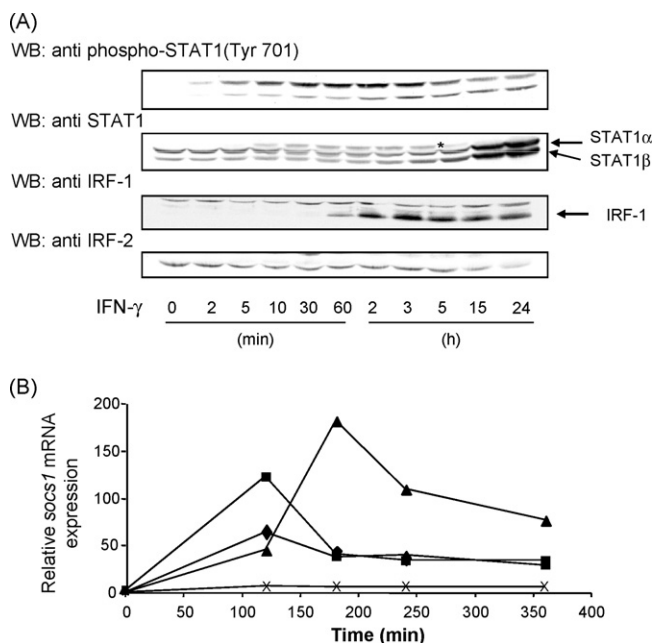 (A)
WB: anti phospho-STAT1(Tyr 701)
WB: anti STAT1
*
STAT1α
STAT1β
WB: anti IRF-1
IRF-1
WB: anti IRF-2
IFN-γ 0 2 5 10 30 60 2 3 5 15 24
(min) (h)
(B)
Relative socs1 mRNA
expression
200
150
100
50
0
0 50 100 150 200 250 300 350 400
Time (min)